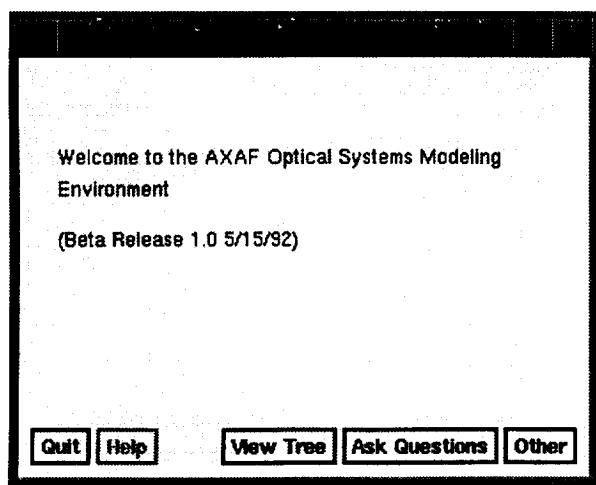 Welcome to the AXAF Optical Systems Modeling
Environment
(Beta Release 1.0 5/15/92)
Quit Help View Tree Ask Questions Other